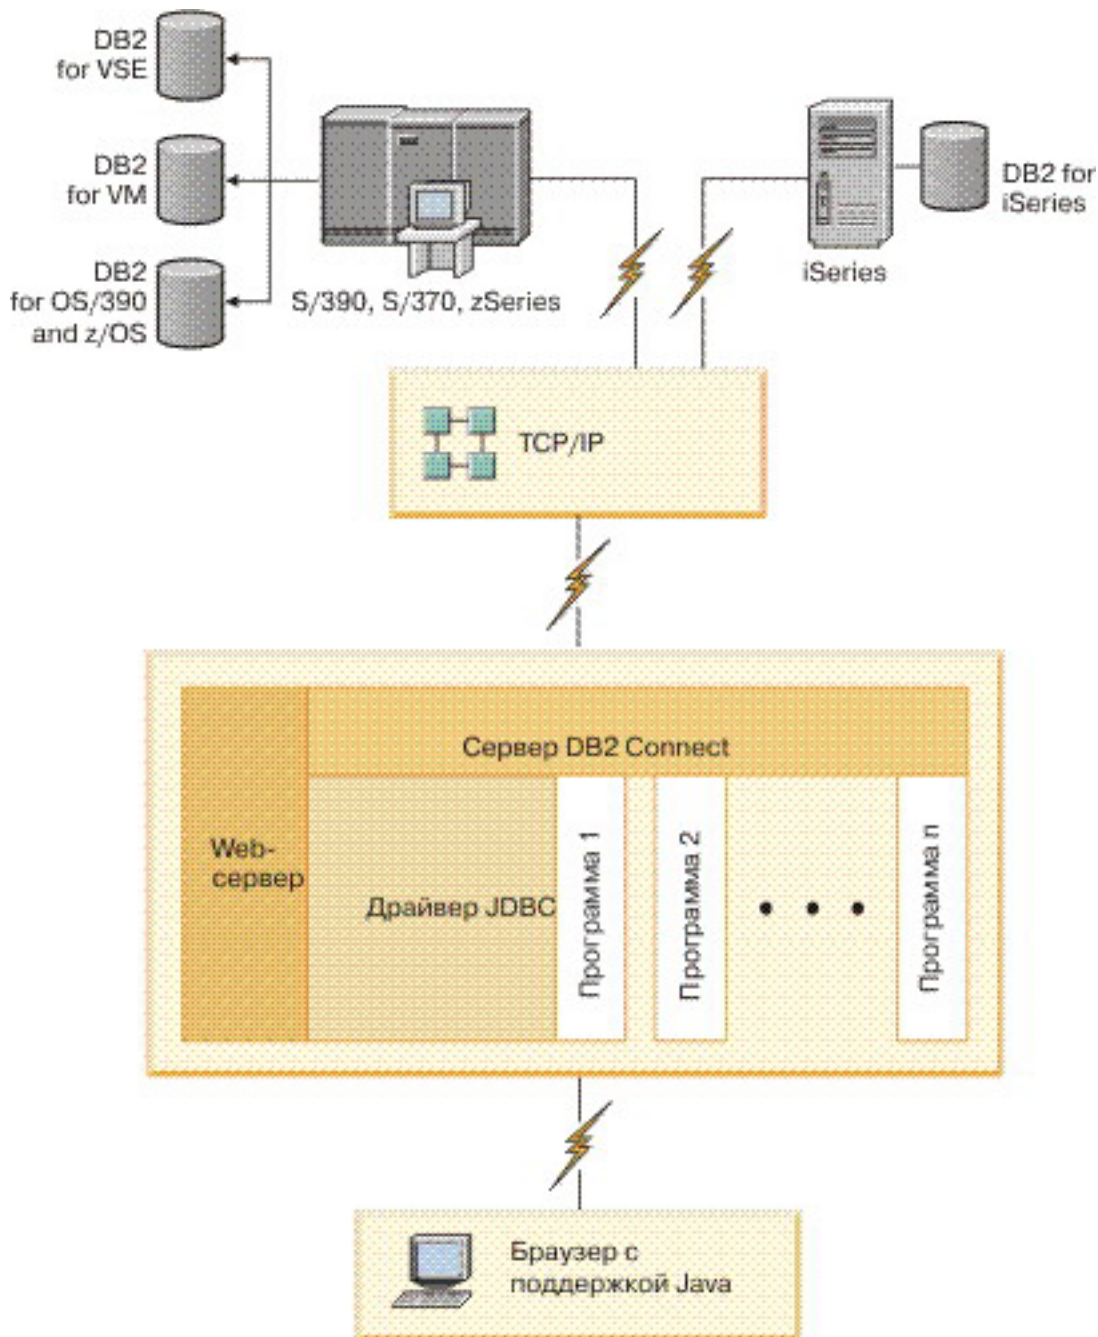 DB2
for VSE
DB2
for VM
DB2
for OS/390
and z/OS
S/390, S/370, zSeries
iSeries
DB2 for
iSeries
TCP/IP
Сервер DB2 Connect
Web-
сервер
Драйвер JDBC
Программа 1
Программа 2
Программа n
Браузер с
поддержкой Java